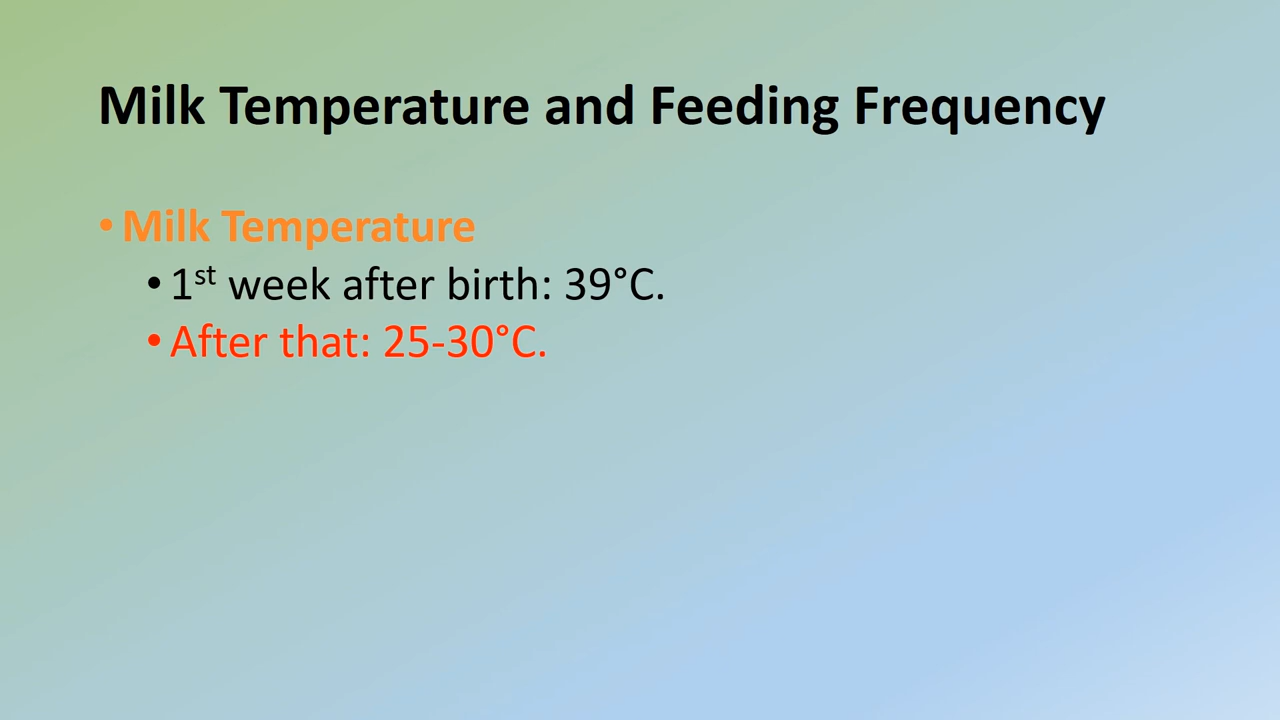 Milk Temperature and Feeding Frequency
• Milk Temperature
• 1st week after birth: 39°C.
• After that: 25-30°C.